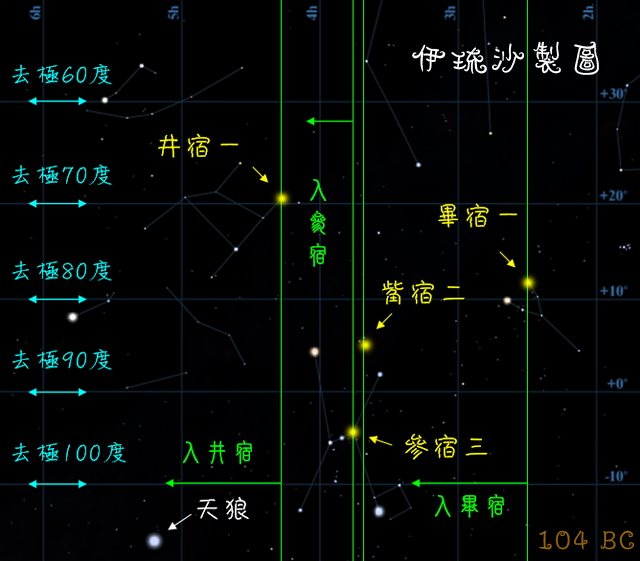 6h 5h 4h 3h 2h
伊琉沙製圖
去極60度
+30°
井宿一
去極70度
入參宿
+20°
畢宿一
去極80度
觜宿二
+10°
去極90度
+0°
參宿三
去極100度
入井宿
-10°
天狼
入畢宿
104 BC